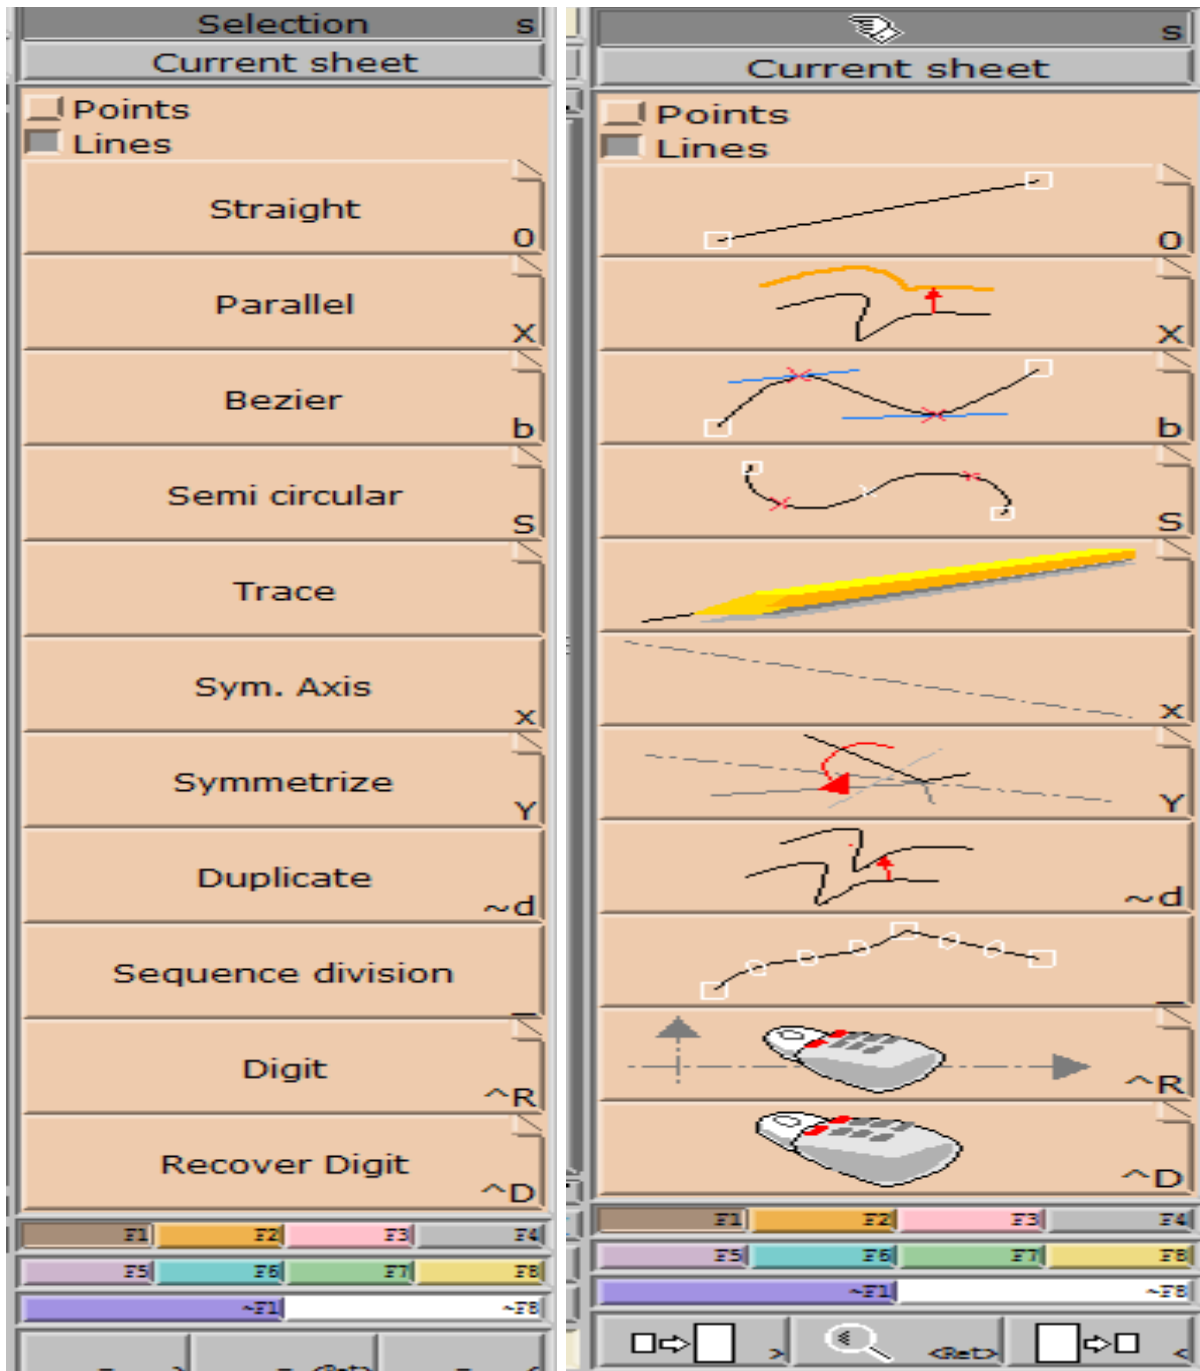 Selection s
Current sheet
Points
Lines
Straight
0
Parallel
X
Bezier
b
Semi circular
S
Trace
Sym. Axis
x
Symmetrize
Y
Duplicate
~d
Sequence division
_
Digit
^R
Recover Digit
^D
F1 F2 F3 F4
F5 F6 F7 F8
~F1 ~F8
s
Current sheet
Points
Lines
0
X
b
S
x
Y
~d
_
^R
^D
F1 F2 F3 F4
F5 F6 F7 F8
~F1 ~F8
> <Ret> <